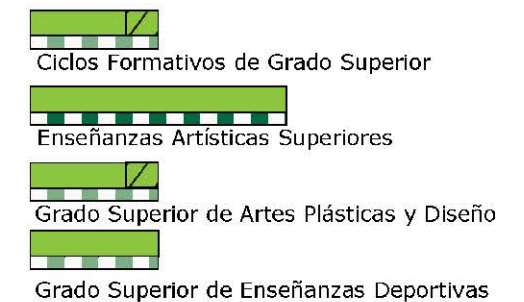 Ciclos Formativos de Grado Superior
Enseñanzas Artísticas Superiores
Grado Superior de Artes Plásticas y Diseño
Grado Superior de Enseñanzas Deportivas